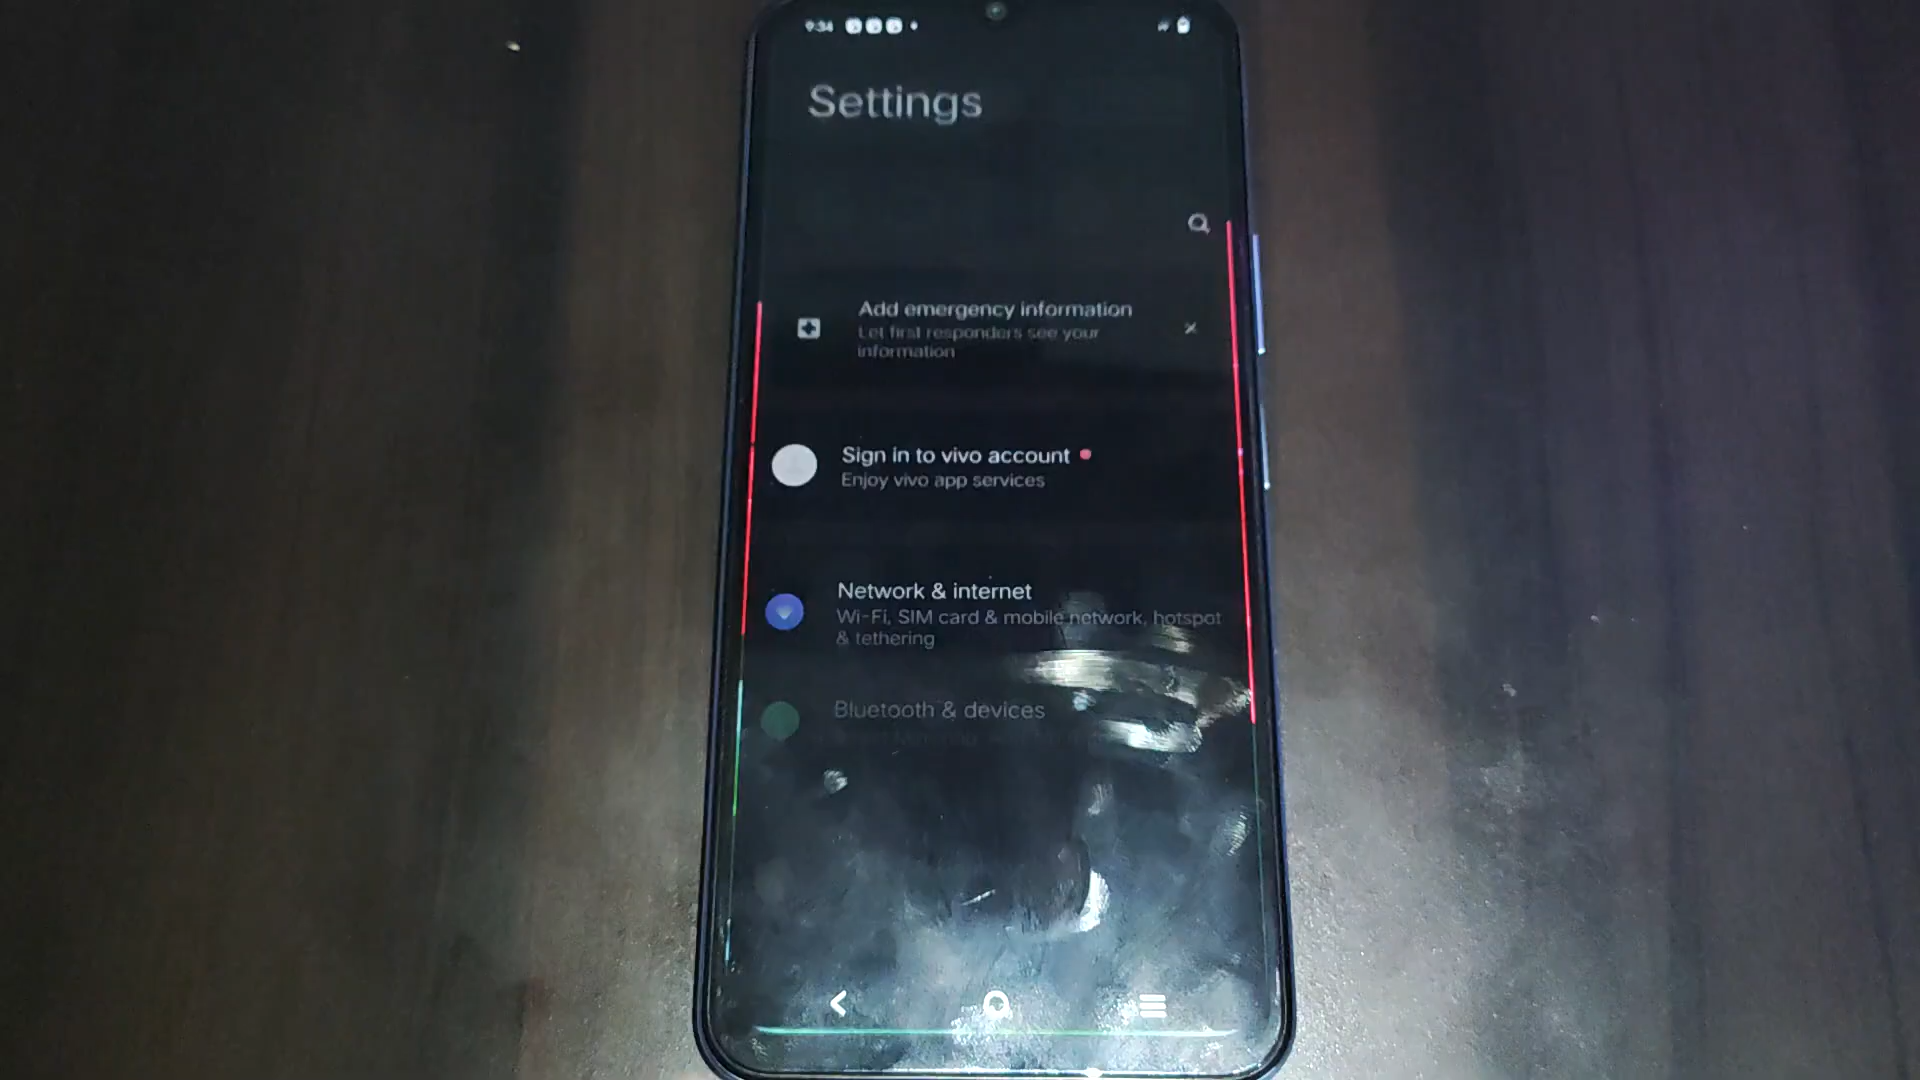 9:34
Settings
Add emergency information
Let first responders see your
information
Sign in to vivo account
Enjoy vivo app services
Network & internet
Wi-Fi, SIM card & mobile network, hotspot
& tethering
Bluetooth & devices